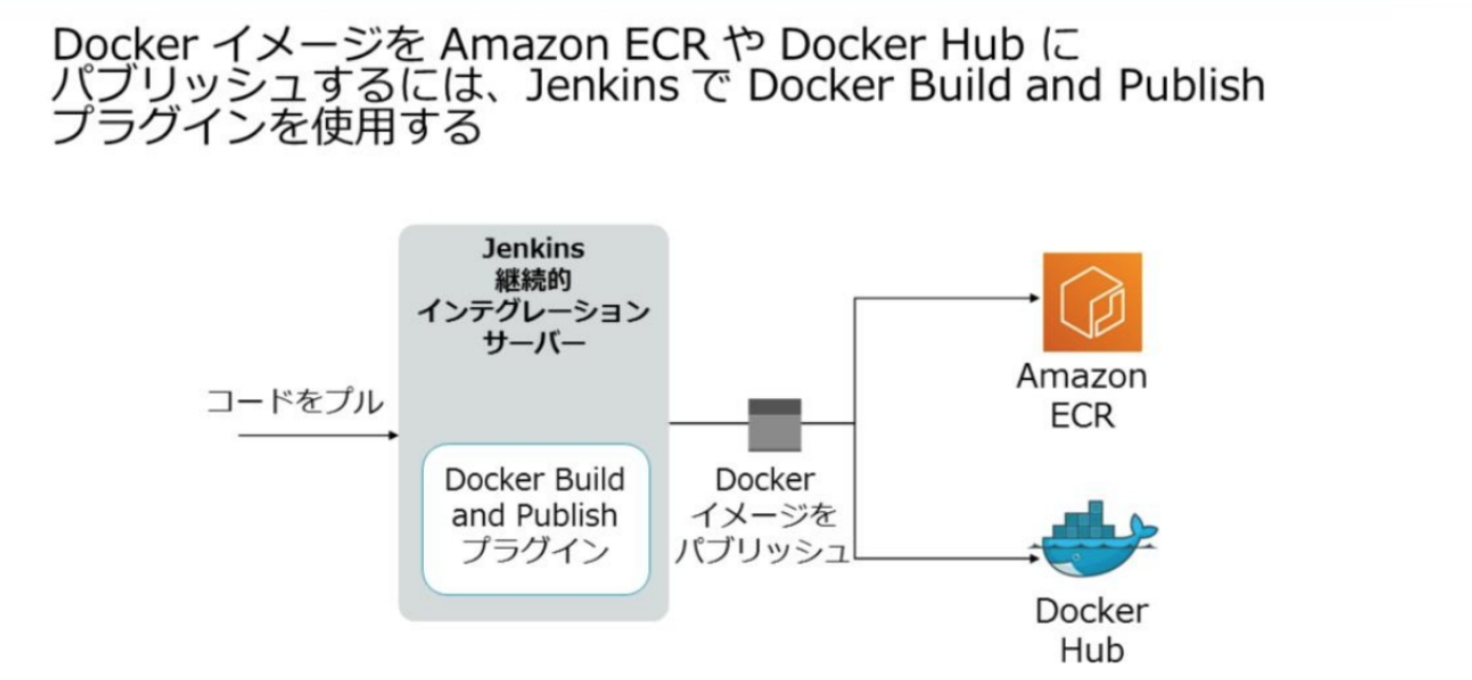 Docker イメージを Amazon ECR や Docker Hub に
パブリッシュするには、Jenkins で Docker Build and Publish
プラグインを使用する
Jenkins
継続的
インテグレーション
サーバー
コードをプル
Docker Build
and Publish
プラグイン
Docker
イメージを
パブリッシュ
Amazon
ECR
Docker
Hub